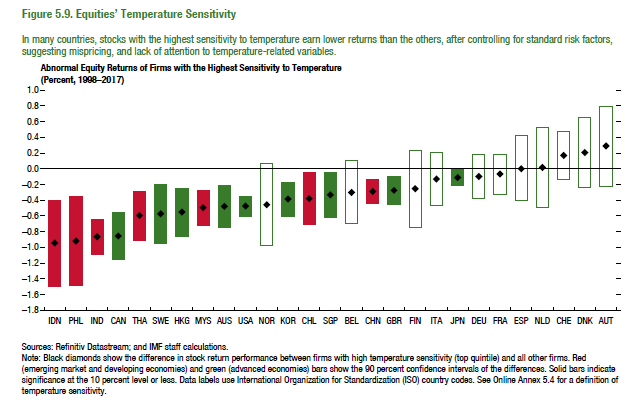 Figure 5.9. Equities’ Temperature Sensitivity
In many countries, stocks with the highest sensitivity to temperature earn lower returns than the others, after controlling for standard risk factors,
suggesting mispricing, and lack of attention to temperature-related variables.
Abnormal Equity Returns of Firms with the Highest Sensitivity to Temperature
(Percent, 1998–2017)
1.0
0.8
0.6
0.4
0.2
0.0
–0.2
–0.4
–0.6
–0.8
–1.0
–1.2
–1.4
–1.6
–1.8
IDN PHL IND CAN THA SWE HKG MYS AUS USA NOR KOR CHL SGP BEL CHN GBR FIN ITA JPN DEU FRA ESP NLD CHE DNK AUT
Sources: Refinitiv Datastream; and IMF staff calculations.
Note: Black diamonds show the difference in stock return performance between firms with high temperature sensitivity (top quintile) and all other firms. Red
(emerging market and developing economies) and green (advanced economies) bars show the 90 percent confidence intervals of the differences. Solid bars indicate
significance at the 10 percent level or less. Data labels use International Organization for Standardization (ISO) country codes. See Online Annex 5.4 for a definition of
temperature sensitivity.